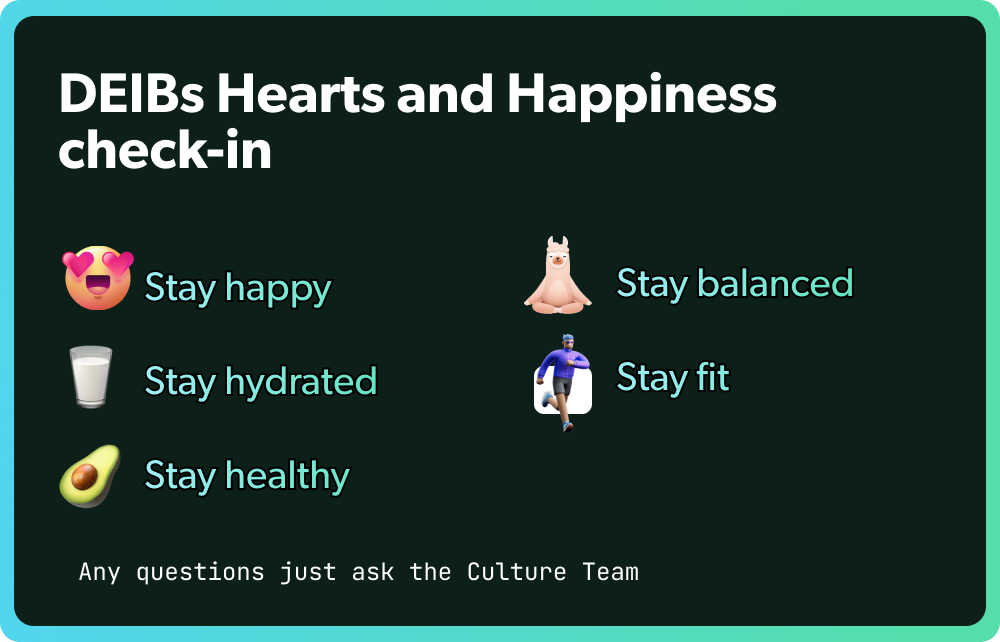 DEIBs Hearts and Happiness
check-in
Stay happy
Stay hydrated
Stay healthy
Stay balanced
Stay fit
Any questions just ask the Culture Team